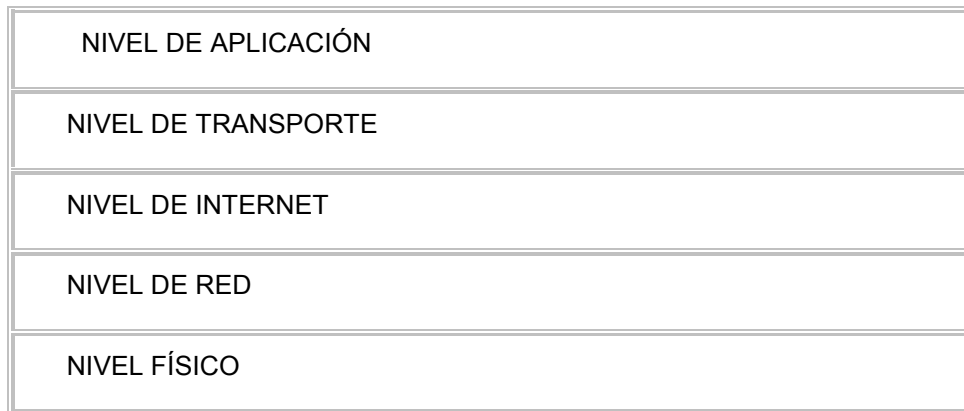 NIVEL DE APLICACIÓN
NIVEL DE TRANSPORTE
NIVEL DE INTERNET
NIVEL DE RED
NIVEL FÍSICO